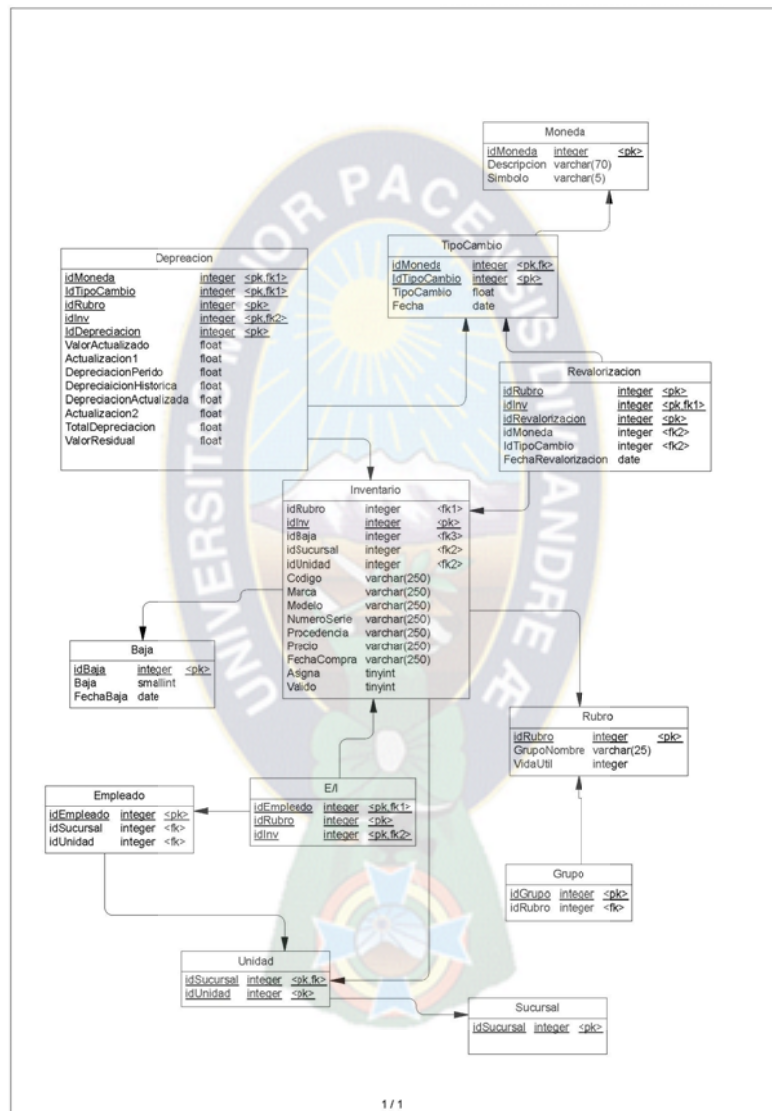 Moneda
idMoneda integer <pk>
Descripcion varchar(70)
Simbolo varchar(5)
TipoCambio
idMoneda integer <pk,fk>
IdTipoCambio integer <pk>
TipoCambio float
Fecha date
Depreacion
idMoneda integer <pk,fk1>
IdTipoCambio integer <pk,fk1>
idRubro integer <pk>
idInv integer <pk,fk2>
IdDepreciacion integer <pk>
ValorActualizado float
Actualizacion1 float
DepreciacionPerido float
DepreciaicionHistorica float
DepreciacionActualizada float
Actualizacion2 float
TotalDepreciacion float
ValorResidual float
Revalorizacion
idRubro integer <pk>
idInv integer <pk,fk1>
idRevalorizacion integer <pk>
idMoneda integer <fk2>
IdTipoCambio integer <fk2>
FechaRevalorizacion date
Inventario
idRubro integer <fk1>
idInv integer <pk>
idBaja integer <fk3>
idSucursal integer <fk2>
idUnidad integer <fk2>
Codigo varchar(250)
Marca varchar(250)
Modelo varchar(250)
NumeroSerie varchar(250)
Procedencia varchar(250)
Precio varchar(250)
FechaCompra varchar(250)
Asigna tinyint
Valido tinyint
Baja
idBaja integer <pk>
Baja smallint
FechaBaja date
Rubro
idRubro integer <pk>
GrupoNombre varchar(25)
VidaUtil integer
Empleado
idEmpleado integer <pk>
idSucursal integer <fk>
idUnidad integer <fk>
E/I
idEmpleado integer <pk,fk1>
idRubro integer <pk>
idInv integer <pk,fk2>
Grupo
idGrupo integer <pk>
idRubro integer <fk>
Unidad
idSucursal integer <pk,fk>
idUnidad integer <pk>
Sucursal
idSucursal integer <pk>
UNIVERSITAS MAIOR PACENSIS DIVI ANDRE Æ
1 / 1